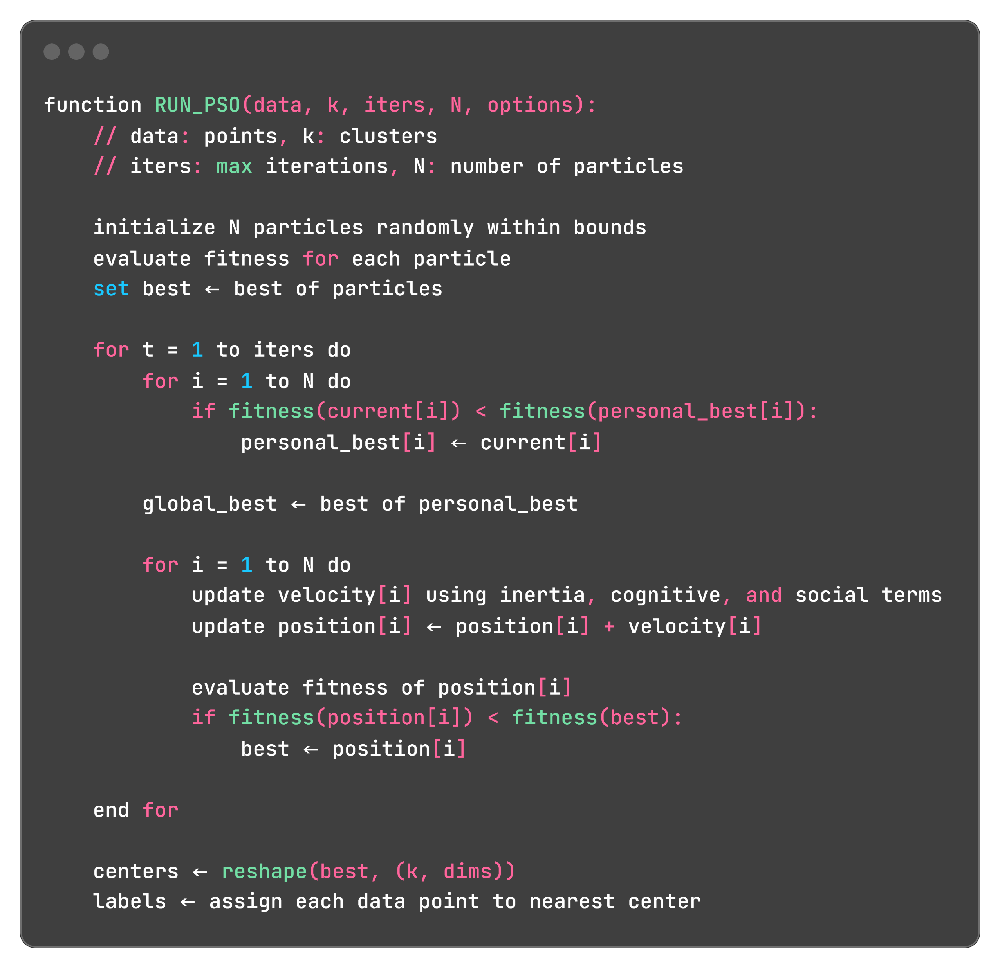 function RUN_PSO(data, k, iters, N, options):
// data: points, k: clusters
// iters: max iterations, N: number of particles
initialize N particles randomly within bounds
evaluate fitness for each particle
set best ← best of particles
for t = 1 to iters do
for i = 1 to N do
if fitness(current[i]) < fitness(personal_best[i]):
personal_best[i] ← current[i]
global_best ← best of personal_best
for i = 1 to N do
update velocity[i] using inertia, cognitive, and social terms
update position[i] ← position[i] + velocity[i]
evaluate fitness of position[i]
if fitness(position[i]) < fitness(best):
best ← position[i]
end for
centers ← reshape(best, (k, dims))
labels ← assign each data point to nearest center